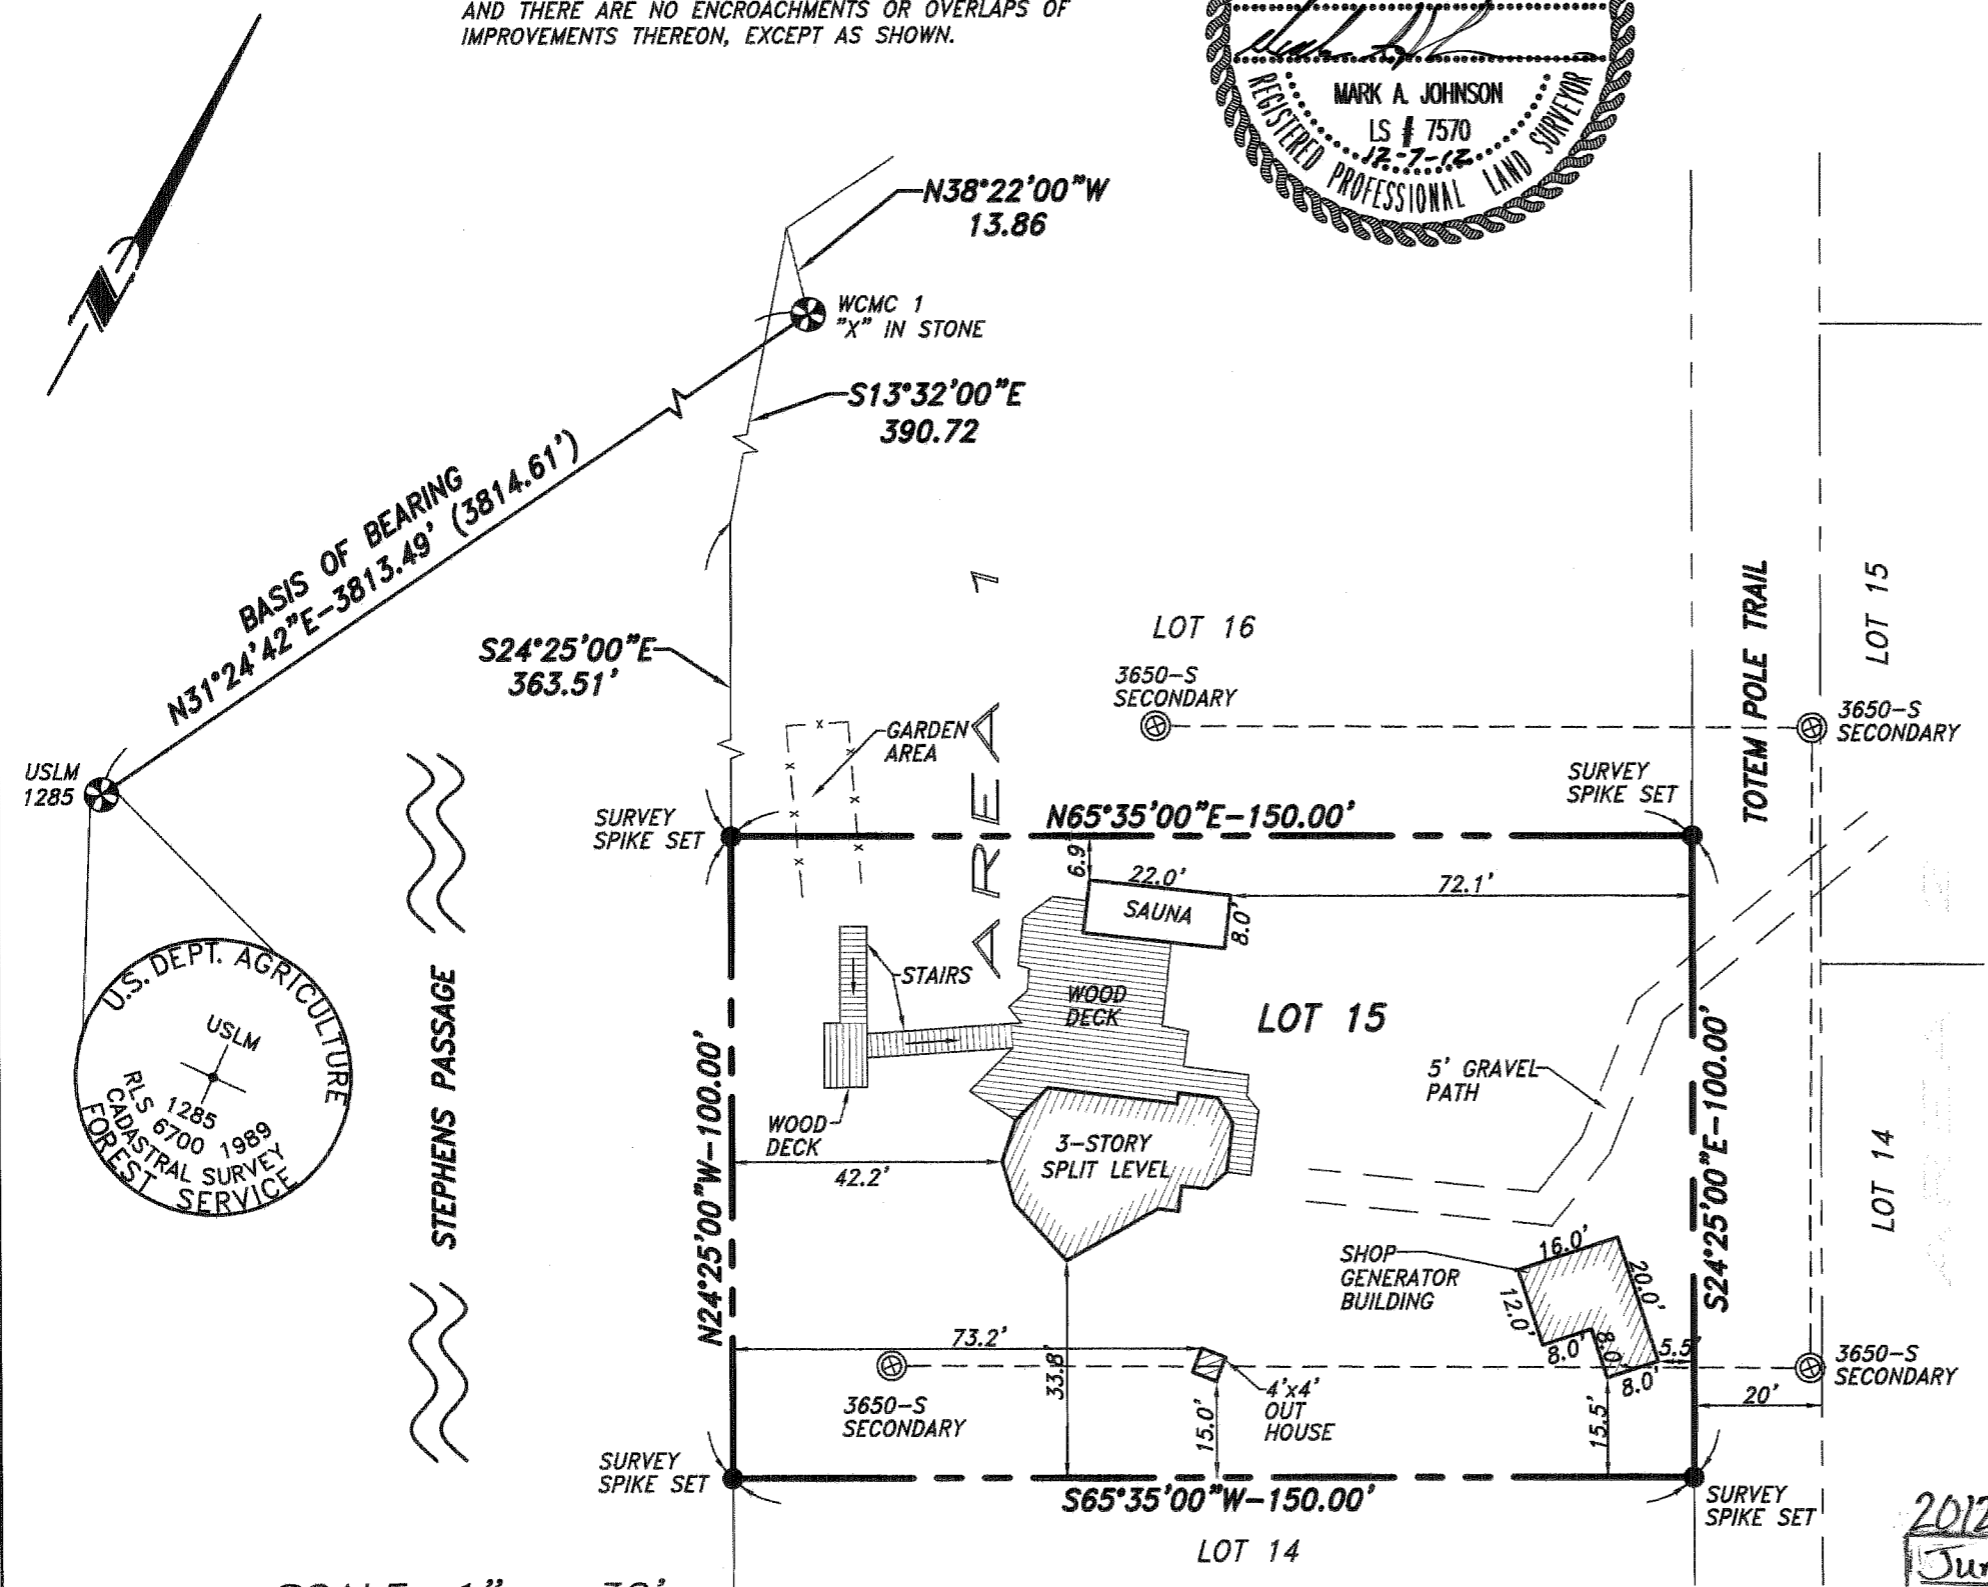 AND THERE ARE NO ENCROACHMENTS OR OVERLAPS OF
IMPROVEMENTS THEREON, EXCEPT AS SHOWN.
MARK A. JOHNSON
LS # 7570
12-7-12
REGISTERED PROFESSIONAL LAND SURVEYOR
N
N38°22'00"W
13.86
WCMC 1
"X" IN STONE
S13°32'00"E
390.72
BASIS OF BEARING
N31°24'42"E-3813.49' (3814.61')
S24°25'00"E
363.51'
AREA 7
LOT 16
3650-S
SECONDARY
TOTEM POLE TRAIL
LOT 15
3650-S
SECONDARY
GARDEN
AREA
USLM
1285
SURVEY
SPIKE SET
SURVEY
SPIKE SET
N65°35'00"E-150.00'
6.9'
22.0'
SAUNA
8.0'
72.1'
STAIRS
WOOD
DECK
LOT 15
STEPHENS PASSAGE
U.S. DEPT. AGRICULTURE
USLM
1285
RLS 6700 1989
CADASTRAL SURVEY
FOREST SERVICE
N24°25'00"W-100.00'
WOOD
DECK
42.2'
3-STORY
SPLIT LEVEL
5' GRAVEL
PATH
S24°25'00"E-100.00'
LOT 14
SHOP
GENERATOR
BUILDING
16.0'
20.0'
12.0'
8.0'
8.0'
8.0'
5.5'
73.2'
33.8'
3650-S
SECONDARY
4'x4'
OUT
HOUSE
15.0'
15.5'
20'
3650-S
SECONDARY
SURVEY
SPIKE SET
S65°35'00"W-150.00'
SURVEY
SPIKE SET
LOT 14
2012